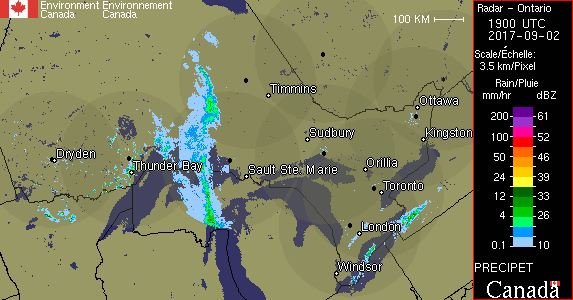 Environment Environnement
Canada Canada
100 KM
Timmins
Ottawa
Sudbury
Kingston
Dryden
Thunder Bay
Sault Ste. Marie
Orillia
Toronto
London
Windsor
Radar - Ontario
1900 UTC
2017-09-02
Scale/Échelle:
3.5 km/Pixel
Rain/Pluie
mm/hr dBZ
200 61
100 52
50 46
24 39
12 33
4 26
0.1 10
PRECIPET
Canada